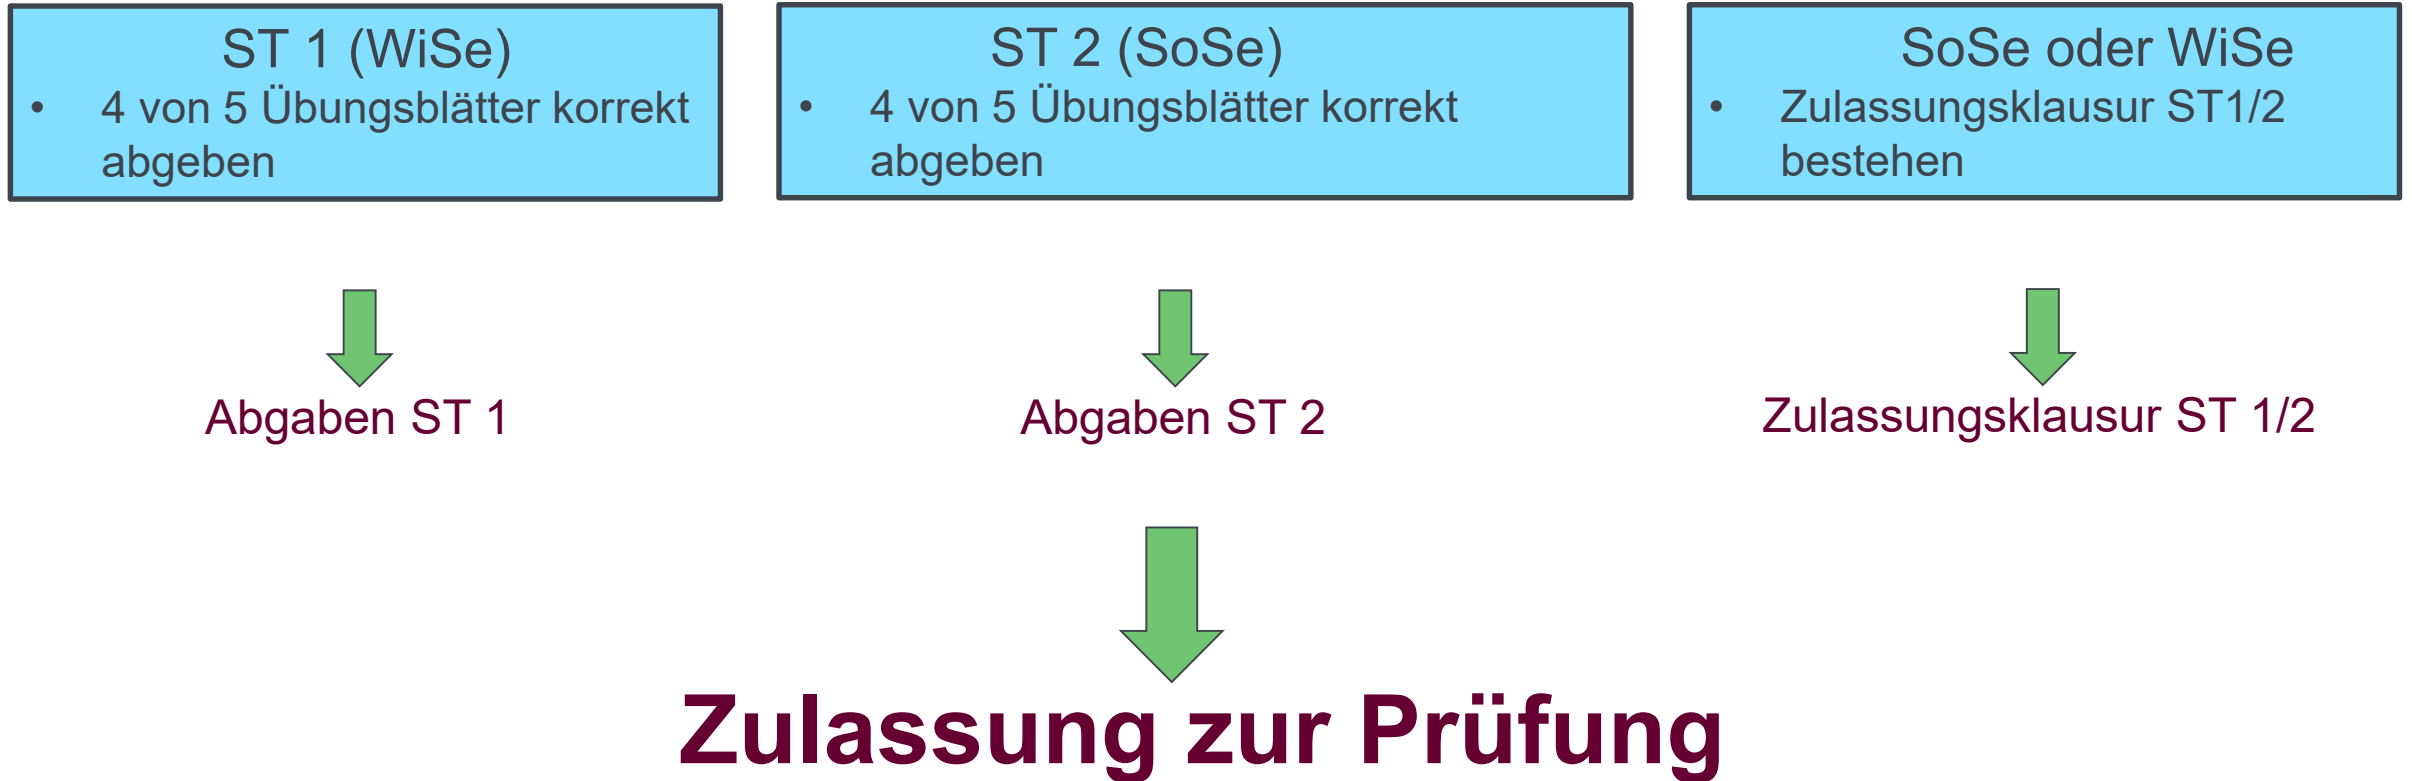 ST 1 (WiSe)
• 4 von 5 Übungsblätter korrekt
abgeben
ST 2 (SoSe)
• 4 von 5 Übungsblätter korrekt
abgeben
SoSe oder WiSe
• Zulassungsklausur ST1/2
bestehen
Abgaben ST 1
Abgaben ST 2
Zulassungsklausur ST 1/2
Zulassung zur Prüfung